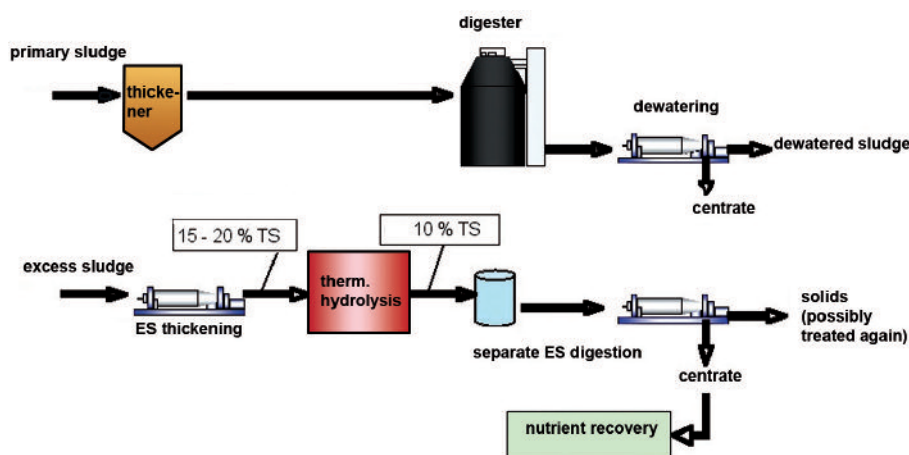 digester
primary sludge
thicke-
ner
dewatering
dewatered sludge
centrate
15 - 20 % TS
10 % TS
excess sludge
therm.
hydrolysis
ES thickening
solids
(possibly
treated again)
separate ES digestion
centrate
nutrient recovery